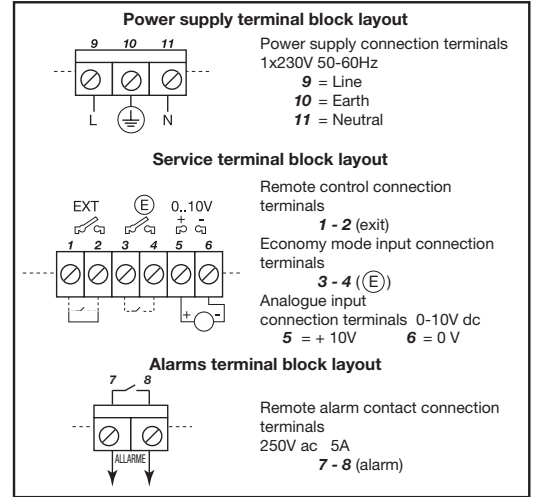 Power supply terminal block layout
9 10 11
L N
Power supply connection terminals
1x230V 50-60Hz
9 = Line
10 = Earth
11 = Neutral
Service terminal block layout
EXT E 0..10V
+ -
1 2 3 4 5 6
+ -
Remote control connection
terminals
1 - 2 (exit)
Economy mode input connection
terminals
3 - 4 (E)
Analogue input
connection terminals 0-10V dc
5 = + 10V 6 = 0 V
Alarms terminal block layout
7 8
ALLARME
Remote alarm contact connection
terminals
250V ac 5A
7 - 8 (alarm)